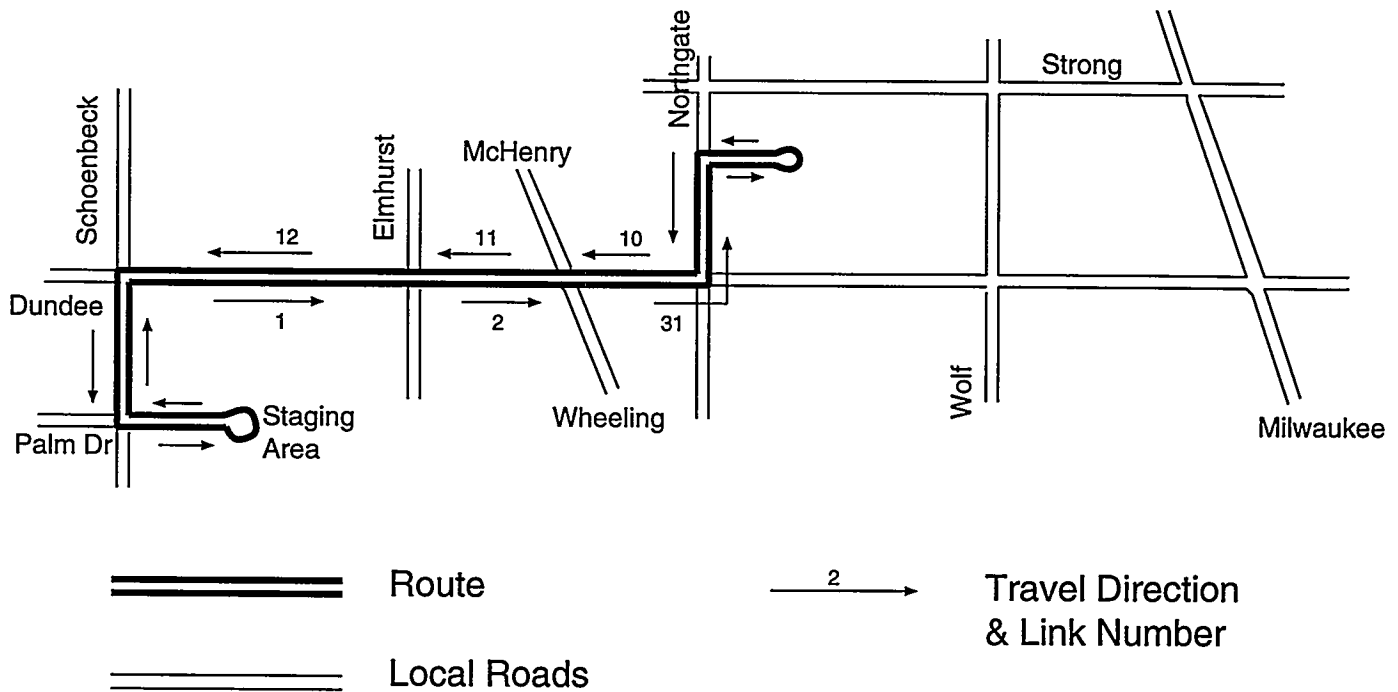 Northgate
Strong
Schoenbeck
Elmhurst
McHenry
12
11
10
Dundee
1
2
31
Wolf
Staging
Area
Palm Dr
Wheeling
Milwaukee
Route
2
Travel Direction
& Link Number
Local Roads